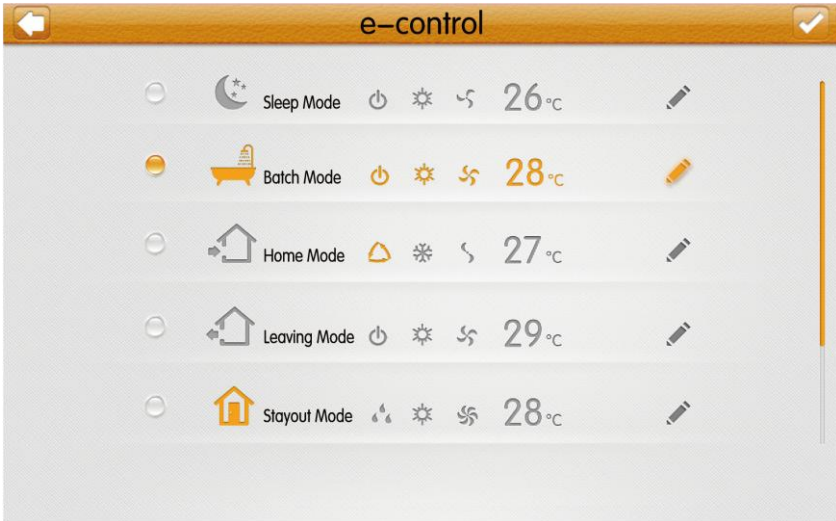 e-control
Sleep Mode 26°C
Batch Mode 28°C
Home Mode 27°C
Leaving Mode 29°C
Stayout Mode 28°C